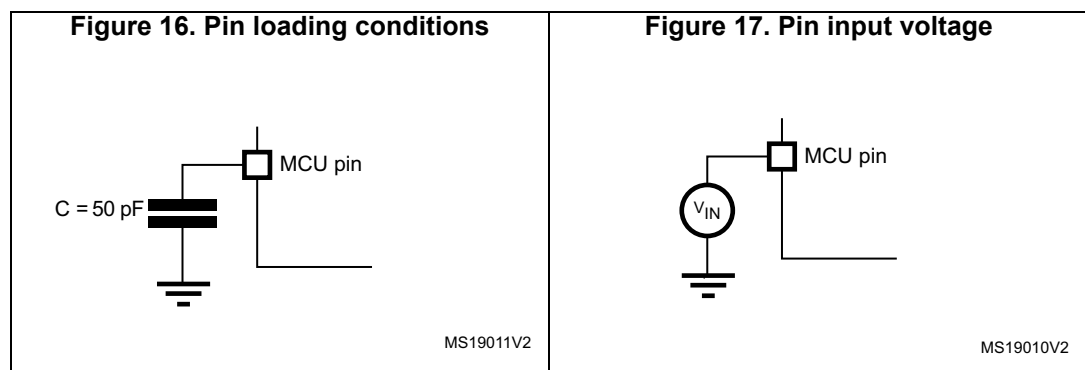 Figure 16. Pin loading conditions
MCU pin
C = 50 pF
MS19011V2
Figure 17. Pin input voltage
MCU pin
VIN
MS19010V2